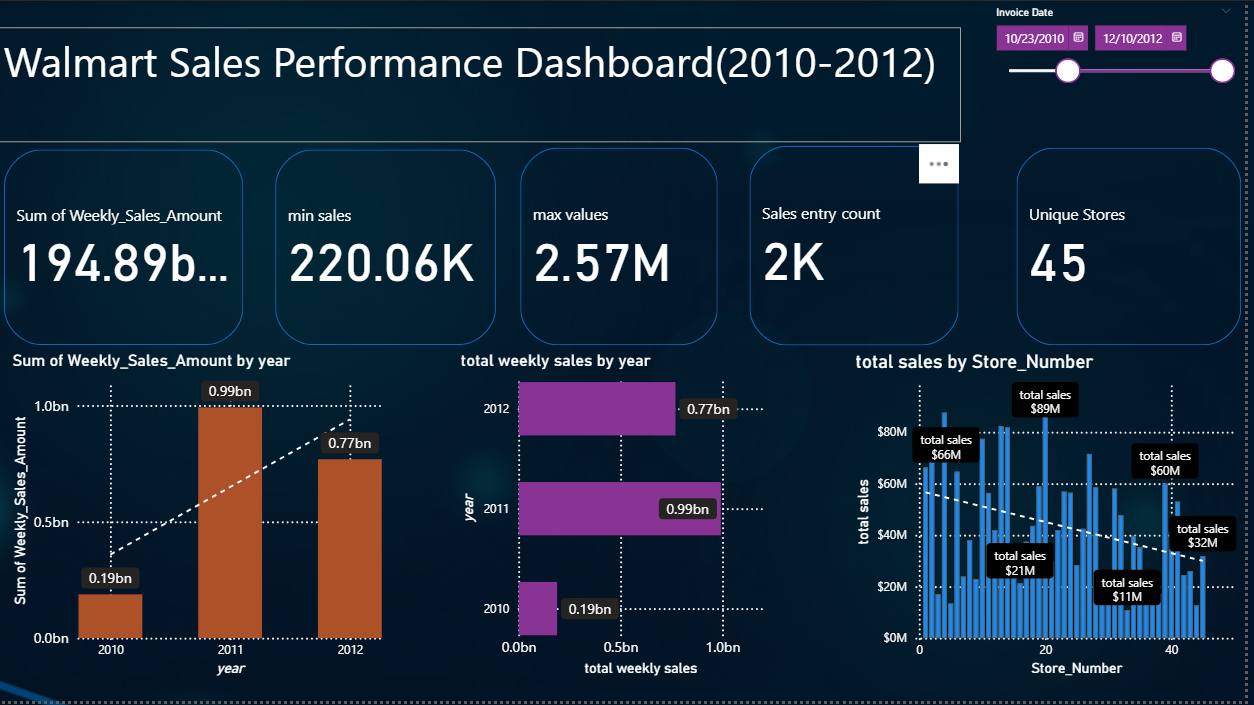 Invoice Date
10/23/2010
12/10/2012
Walmart Sales Performance Dashboard(2010-2012)
Sum of Weekly_Sales_Amount
194.89b...
min sales
220.06K
max values
2.57M
Sales entry count
2K
Unique Stores
45
Sum of Weekly_Sales_Amount by year
Sum of Weekly_Sales_Amount
1.0bn
0.5bn
0.0bn
0.19bn
0.99bn
0.77bn
2010
2011
2012
year
total weekly sales by year
year
2012
2011
2010
0.77bn
0.99bn
0.19bn
0.0bn
0.5bn
1.0bn
total weekly sales
total sales by Store_Number
total sales
$80M
$60M
$40M
$20M
$0M
total sales
$66M
total sales
$89M
total sales
$60M
total sales
$32M
total sales
$21M
total sales
$11M
0
20
40
Store_Number